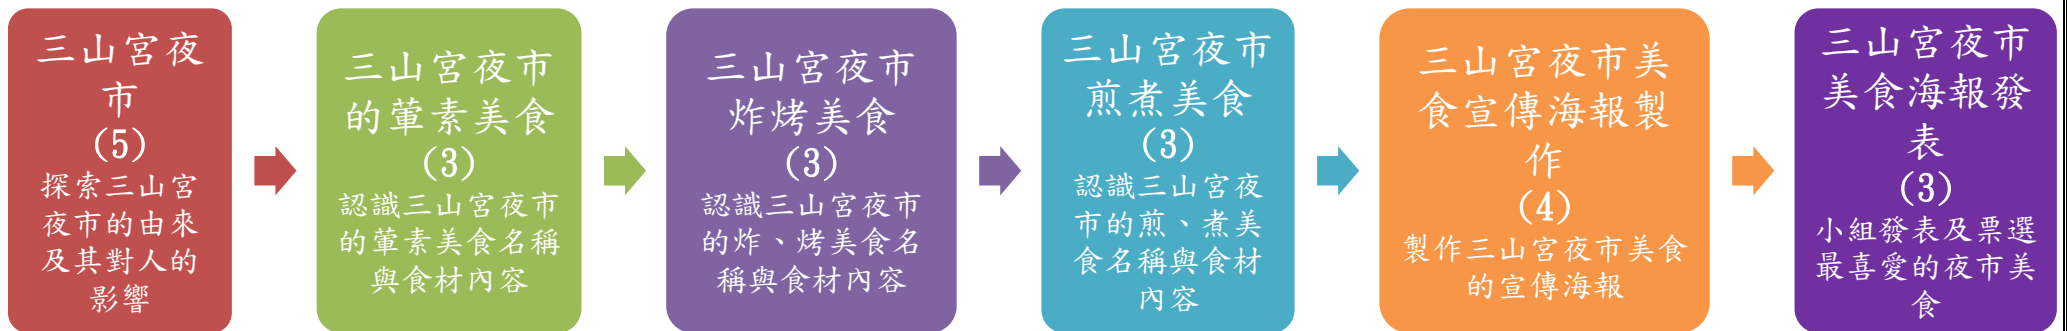 三山宮夜
市
(5)
探索三山宮
夜市的由來
及其對人的
影響
三山宮夜市
的葷素美食
(3)
認識三山宮夜市
的葷素美食名稱
與食材內容
三山宮夜市
炸烤美食
(3)
認識三山宮夜市
的炸、烤美食名
稱與食材內容
三山宮夜市
煎煮美食
(3)
認識三山宮夜
市的煎、煮美
食名稱與食材
內容
三山宮夜市美
食宣傳海報製
作
(4)
製作三山宮夜市美食
的宣傳海報
三山宮夜市
美食海報發
表
(3)
小組發表及票選
最喜愛的夜市美
食